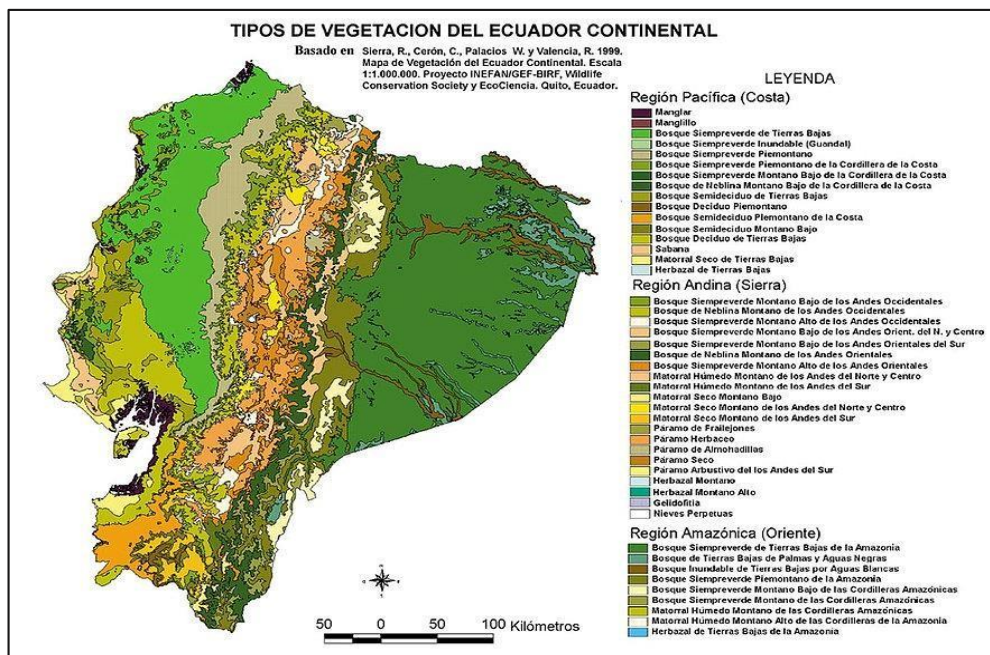 TIPOS DE VEGETACION DEL ECUADOR CONTINENTAL
Basado en Sierra, R., Cerón, C., Palacios W. y Valencia, R. 1999.
Mapa de Vegetación del Ecuador Continental. Escala
1:1.000.000. Proyecto INEFAN/GEF-BIRF, Wildlife
Conservation Society y EcoCiencia. Quito, Ecuador.
LEYENDA
Región Pacífica (Costa)
Manglar
Manglillo
Bosque Siempreverde de Tierras Bajas
Bosque Siempreverde Inundable (Guandal)
Bosque Siempreverde Piemontano
Bosque Siempreverde Piemontano de la Cordillera de la Costa
Bosque Siempreverde Montano Bajo de la Cordillera de la Costa
Bosque de Neblina Montano Bajo de la Cordillera de la Costa
Bosque Semideciduo de Tierras Bajas
Bosque Deciduo Piemontano
Bosque Semideciduo Piemontano de la Costa
Bosque Semideciduo Montano Bajo
Bosque Deciduo de Tierras Bajas
Sabana
Matorral Seco de Tierras Bajas
Herbazal de Tierras Bajas
Región Andina (Sierra)
Bosque Siempreverde Montano Bajo de los Andes Occidentales
Bosque de Neblina Montano de los Andes Occidentales
Bosque Siempreverde Montano Alto de los Andes Occidentales
Bosque Siempreverde Montano Bajo de los Andes Orient. del N. y Centro
Bosque Siempreverde Montano Bajo de los Andes Orientales del Sur
Bosque de Neblina Montano de los Andes Orientales
Bosque Siempreverde Montano Alto de los Andes Orientales
Matorral Húmedo Montano de los Andes del Norte y Centro
Matorral Húmedo Montano de los Andes del Sur
Matorral Seco Montano Bajo
Matorral Seco Montano de los Andes del Norte y Centro
Matorral Seco Montano de los Andes del Sur
Páramo de Frailejones
Páramo Herbaceo
Páramo de Almohadillas
Páramo Seco
Páramo Arbustivo del los Andes del Sur
Herbazal Montano
Herbazal Montano Alto
Gelidofitia
Nieves Perpetuas
Región Amazónica (Oriente)
Bosque Siempreverde de Tierras Bajas de la Amazonia
Bosque de Tierras Bajas de Palmas y Aguas Negras
Bosque Inundable de Tierras Bajas por Aguas Blancas
Bosque Siempreverde Piemontano de la Amazonia
Bosque Siempreverde Montano Bajo de las Cordilleras Amazónicas
Bosque Siempreverde Montano de las Cordilleras Amazónicas
Matorral Húmedo Montano de las Cordilleras Amazónicas
Matorral Húmedo Montano Alto de las Cordilleras de la Amazonia
Herbazal de Tierras Bajas de la Amazonia
50 0 50 100 Kilómetros